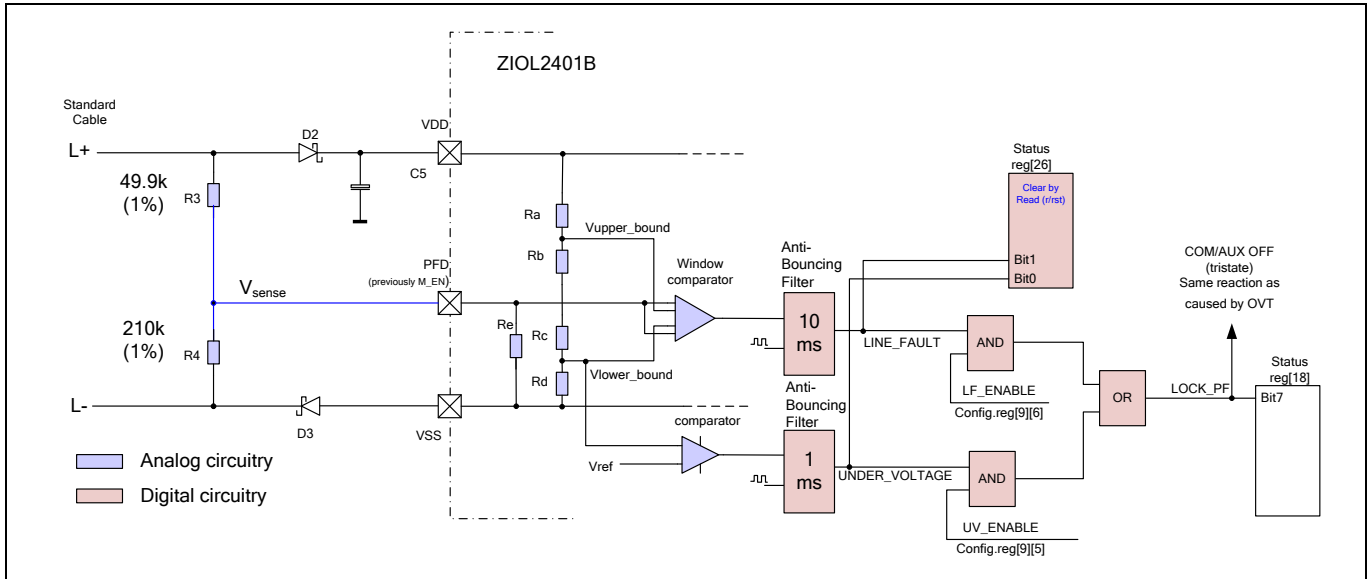 ZIOL2401B
Standard
Cable
L+
D2
VDD
C5
49.9k
(1%)
R3
Ra
Vupper_bound
Rb
PFD
(previously M_EN)
Vsense
Window
comparator
Anti-
Bouncing
Filter
10
ms
LINE_FAULT
Status
reg[26]
Clear by
Read (r/rst)
Bit1
Bit0
COM/AUX OFF
(tristate)
Same reaction as
caused by OVT
210k
(1%)
R4
Re
Rc
Vlower_bound
Rd
AND
LF_ENABLE
Config.reg[9][6]
OR
LOCK_PF
Status
reg[18]
Bit7
L-
D3
VSS
comparator
Vref
Anti-
Bouncing
Filter
1
ms
UNDER_VOLTAGE
AND
UV_ENABLE
Config.reg[9][5]
Analog circuitry
Digital circuitry